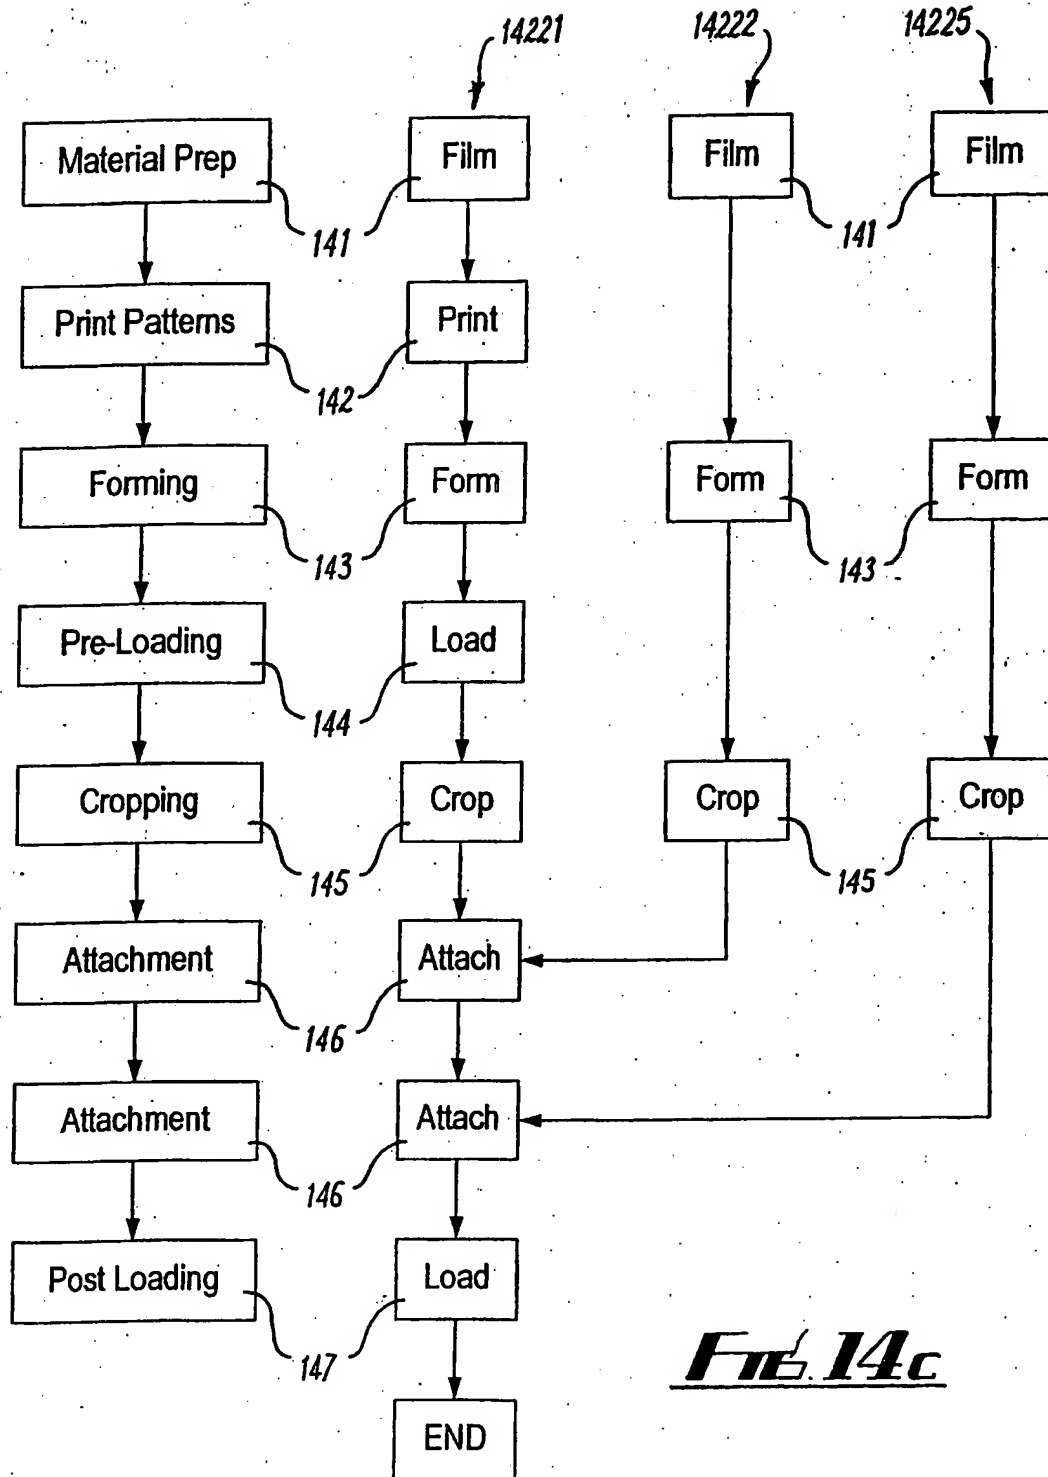 14221 14222 14225
Material Prep Film Film Film
141 141
Print Patterns Print
142
Forming Form Form Form
143 143
Pre-Loading Load
144
Cropping Crop Crop Crop
145 145
Attachment Attach
146
Attachment Attach
146
Post Loading Load
147
FIG. 14c
END